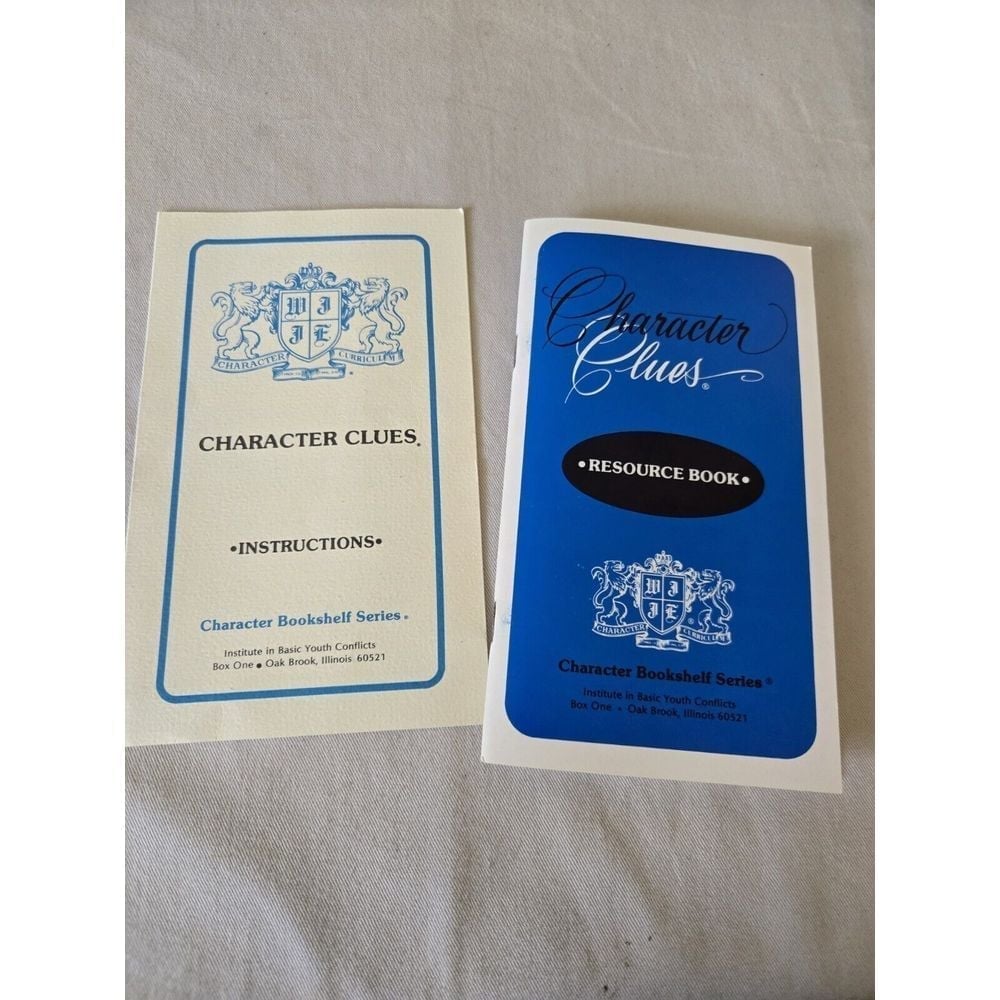 W J
J E
CHARACTER CURRICULUM
CHARACTER CLUES®
•INSTRUCTIONS•
Character Bookshelf Series®
Institute in Basic Youth Conflicts
Box One • Oak Brook, Illinois 60521
Character
Clues®
•RESOURCE BOOK•
W J
J E
CHARACTER CURRICULUM
®
Character Bookshelf Series®
Institute in Basic Youth Conflicts
Box One • Oak Brook, Illinois 60521